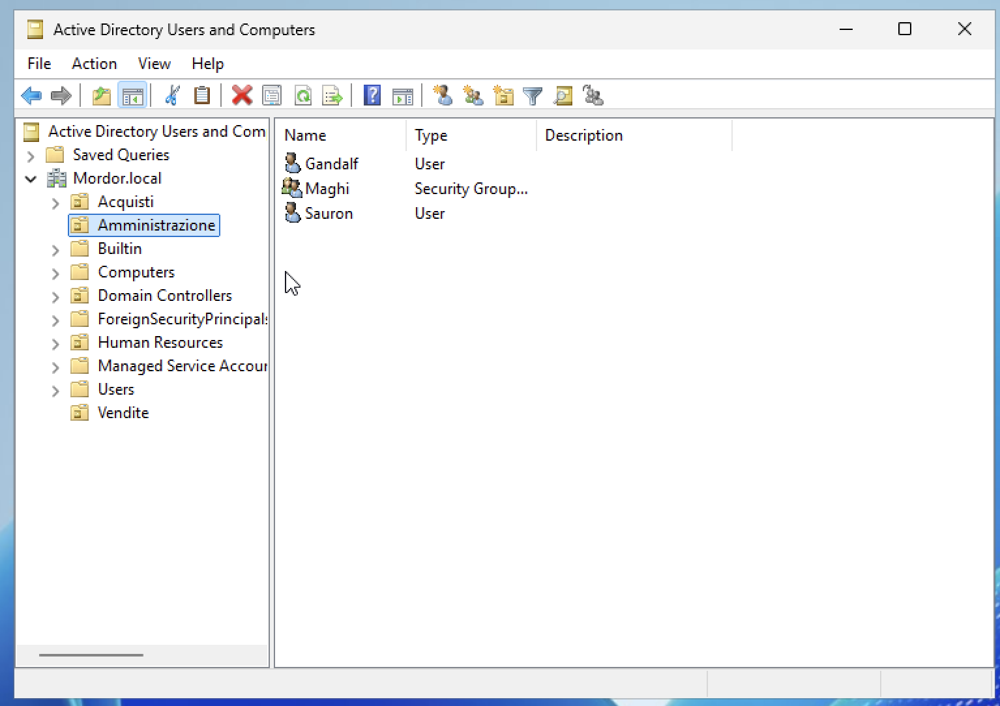 Active Directory Users and Computers
File Action View Help
Active Directory Users and Com
Saved Queries
Mordor.local
Acquisti
Amministrazione
Builtin
Computers
Domain Controllers
ForeignSecurityPrincipals
Human Resources
Managed Service Accour
Users
Vendite
Name Type Description
Gandalf User
Maghi Security Group...
Sauron User